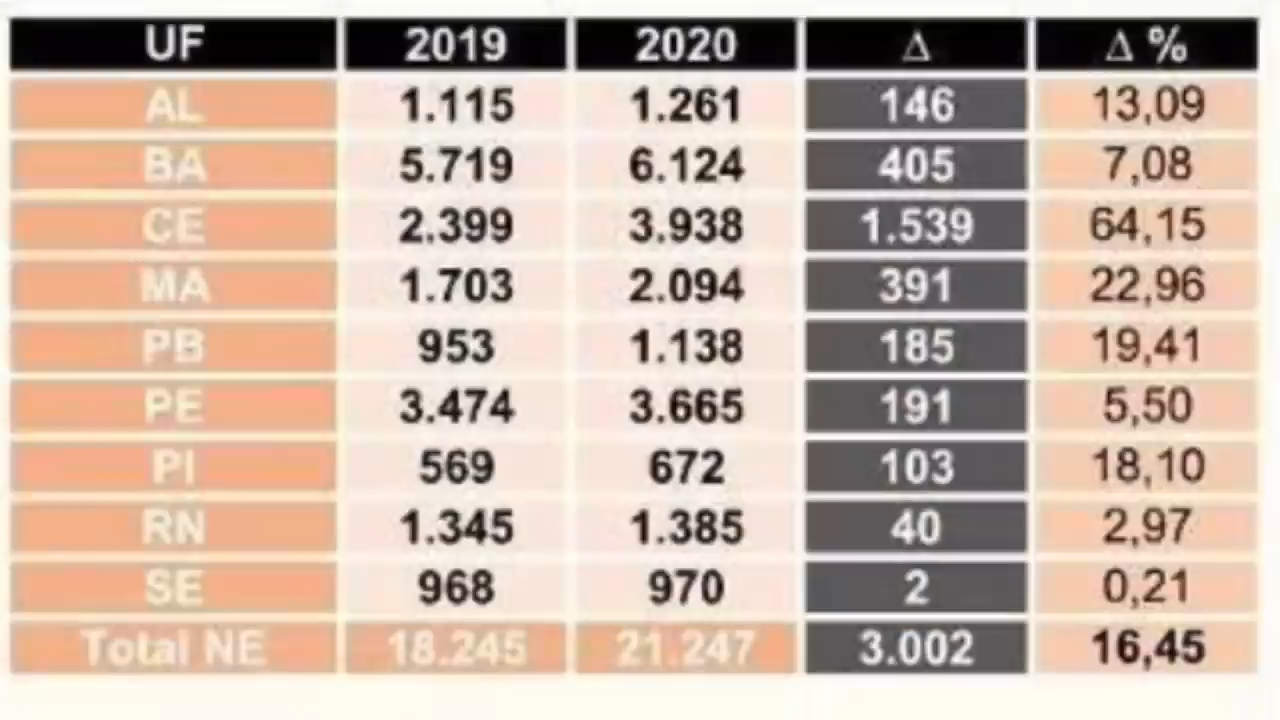 UF 2019 2020 Δ Δ %
AL 1.115 1.261 146 13,09
BA 5.719 6.124 405 7,08
CE 2.399 3.938 1.539 64,15
MA 1.703 2.094 391 22,96
PB 953 1.138 185 19,41
PE 3.474 3.665 191 5,50
PI 569 672 103 18,10
RN 1.345 1.385 40 2,97
SE 968 970 2 0,21
Total NE 18.245 21.247 3.002 16,45